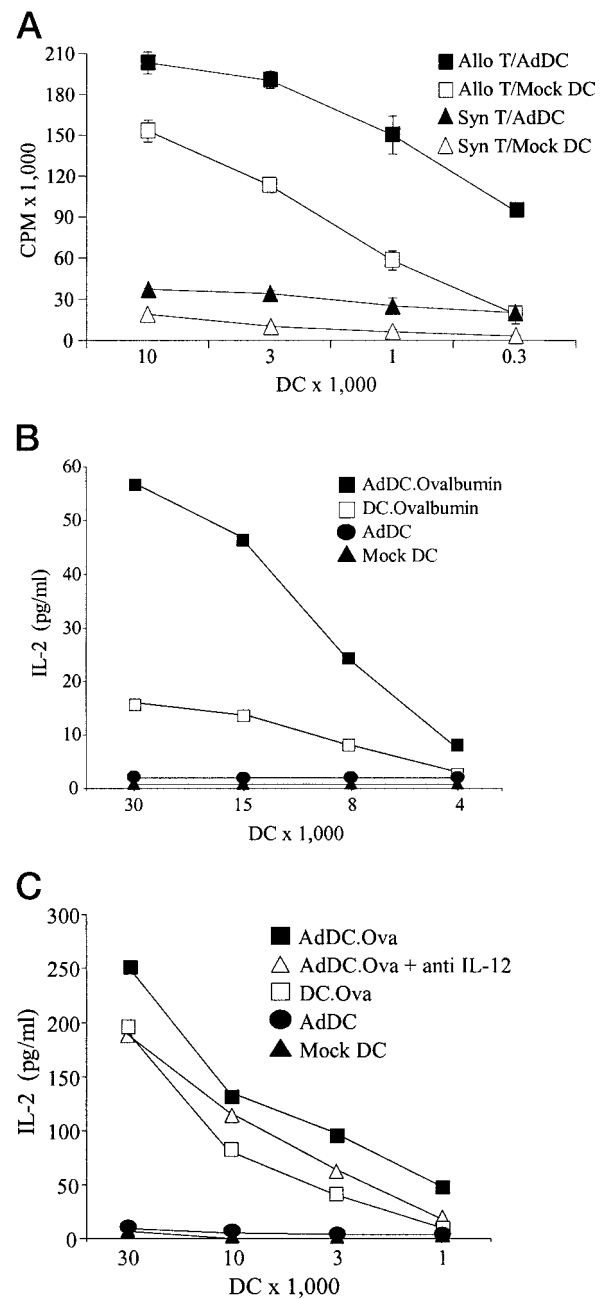 A
210
180
150
120
90
60
30
0
CPM x 1,000
Allo T/AdDC
Allo T/Mock DC
Syn T/AdDC
Syn T/Mock DC
10 3 1 0.3
DC x 1,000
B
60
50
40
30
20
10
0
IL-2 (pg/ml)
AdDC.Ovalbumin
DC.Ovalbumin
AdDC
Mock DC
30 15 8 4
DC x 1,000
C
300
250
200
150
100
50
0
IL-2 (pg/ml)
AdDC.Ova
AdDC.Ova + anti IL-12
DC.Ova
AdDC
Mock DC
30 10 3 1
DC x 1,000